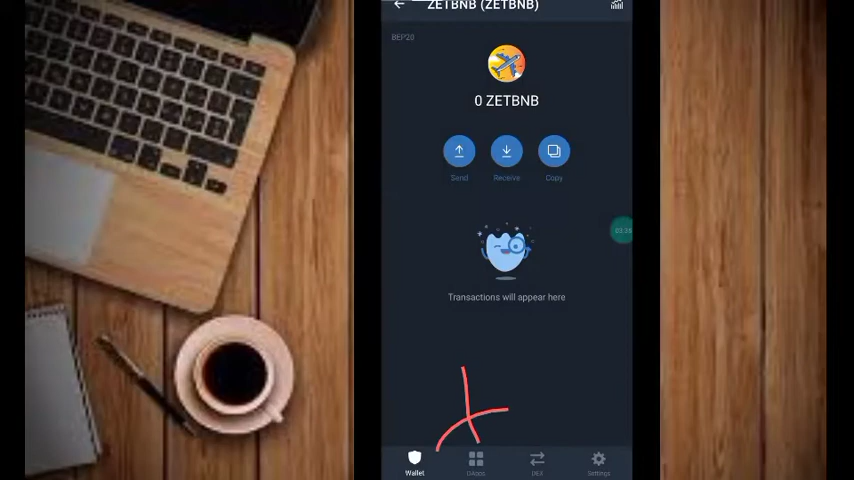 ZETBNB (ZETBNB)
BEP20
0 ZETBNB
Send
Receive
Copy
Transactions will appear here
Wallet
DApps
DEX
Settings